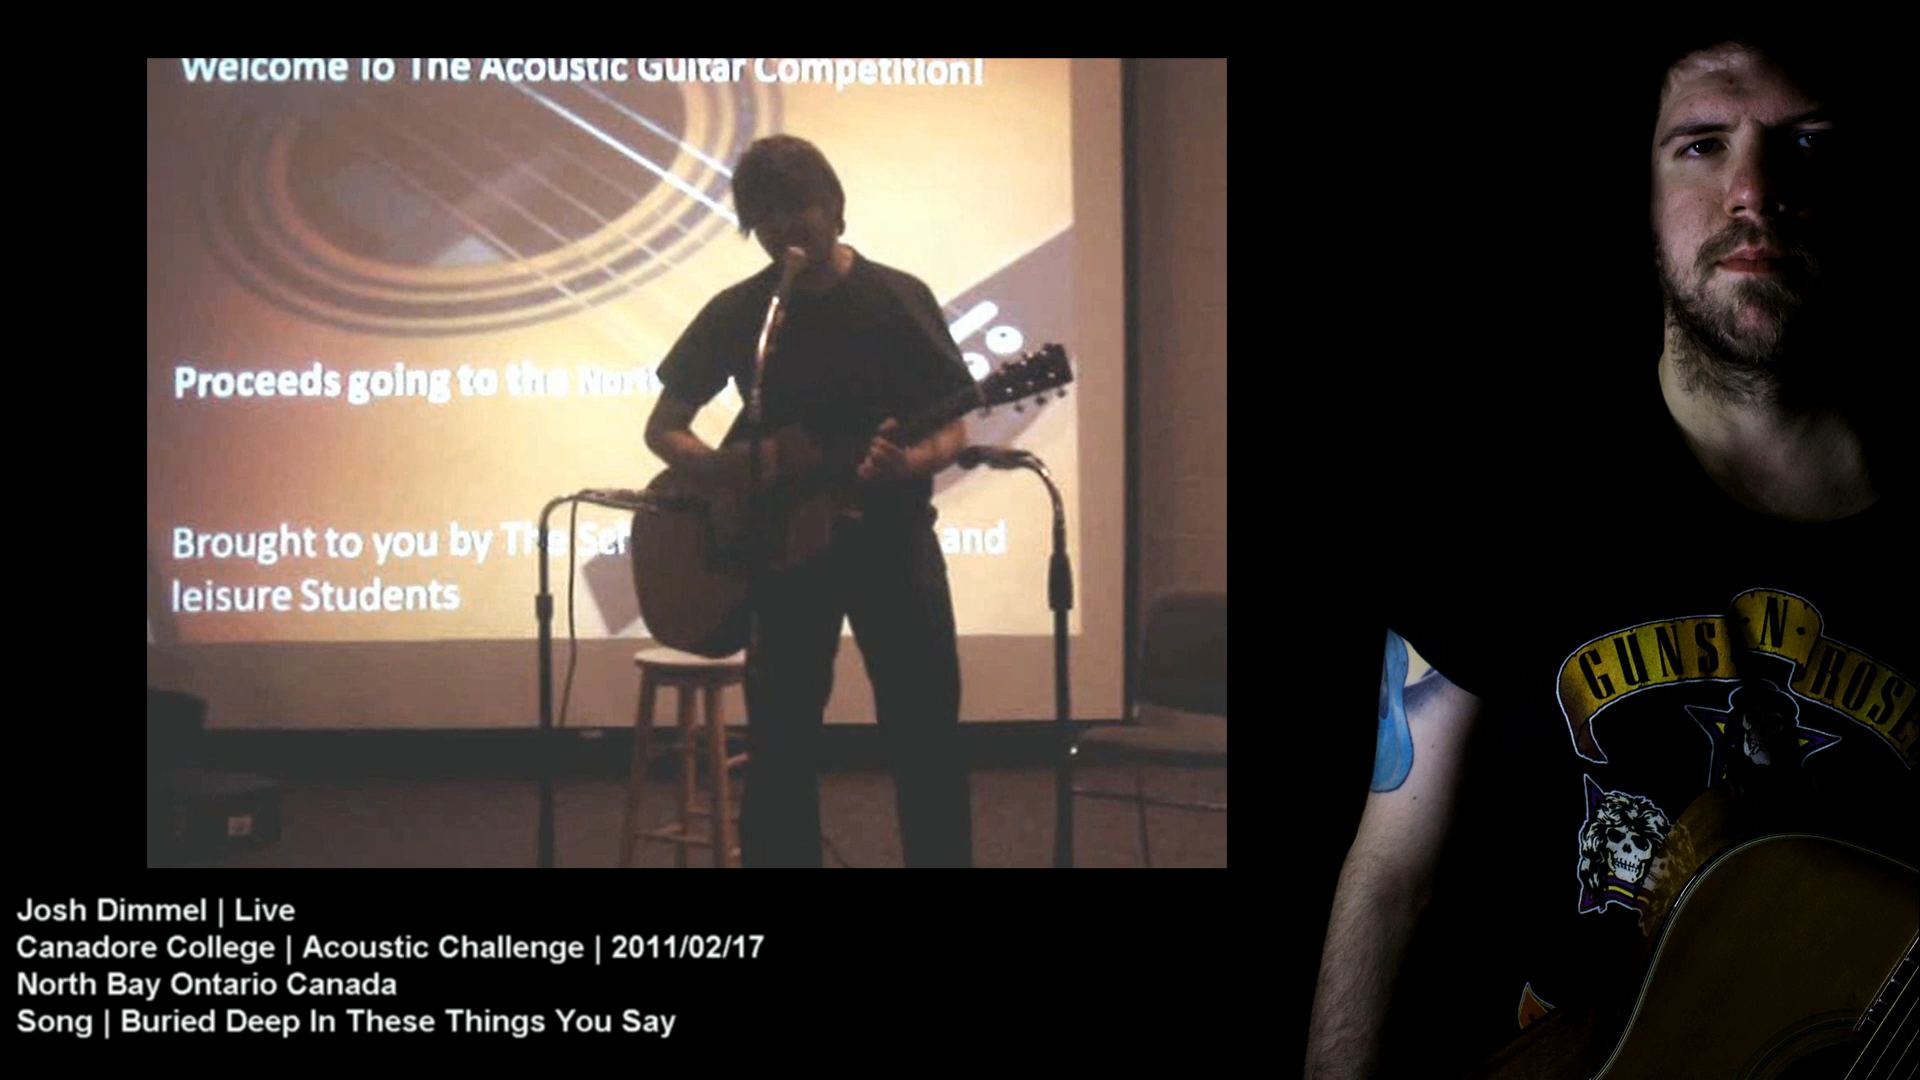 Welcome To The Acoustic Guitar Competition!
Proceeds going to the
Brought to you by The and
leisure Students
GUNS N' ROSES
Josh Dimmel | Live
Canadore College | Acoustic Challenge | 2011/02/17
North Bay Ontario Canada
Song | Buried Deep In These Things You Say